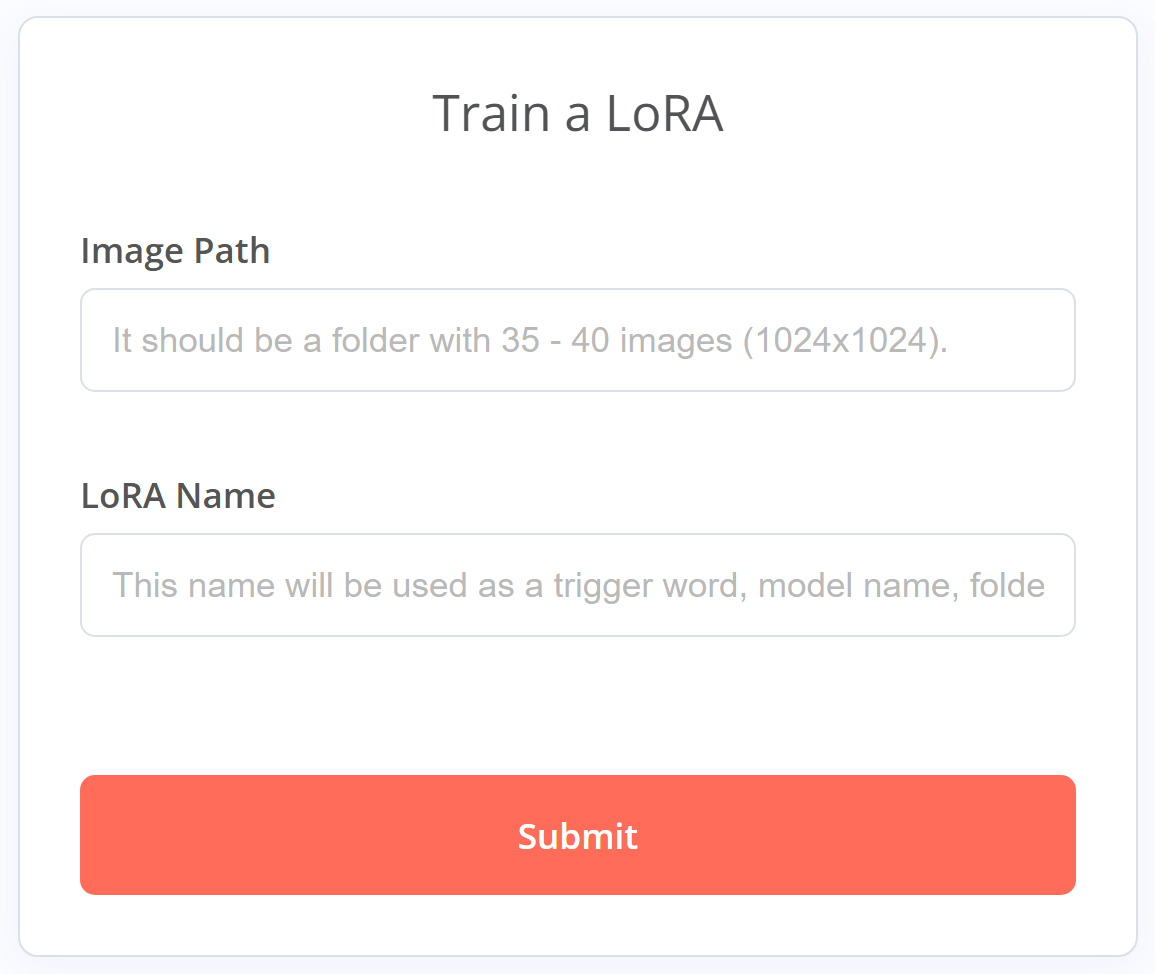 Train a LoRA
Image Path
It should be a folder with 35 - 40 images (1024x1024).
LoRA Name
This name will be used as a trigger word, model name, folde
Submit